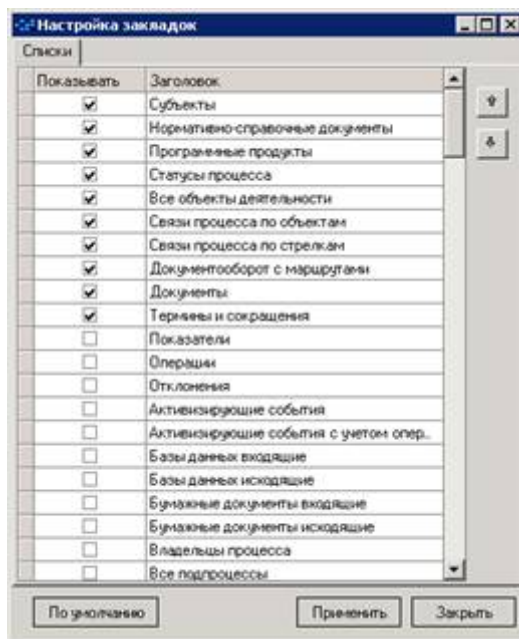 Настройка закладок
Списки
Показывать Заголовок
Субъекты
Нормативно-справочные документы
Программные продукты
Статусы процесса
Все объекты деятельности
Связи процесса по объектам
Связи процесса по стрелкам
Документооборот с маршрутами
Документы
Термины и сокращения
Показатели
Операции
Отклонения
Активизирующие события
Активизирующие события с учетом опер..
Базы данных входящие
Базы данных исходящие
Бумажные документы входящие
Бумажные документы исходящие
Владельцы процесса
Все подпроцессы
По умолчанию Применить Закрыть